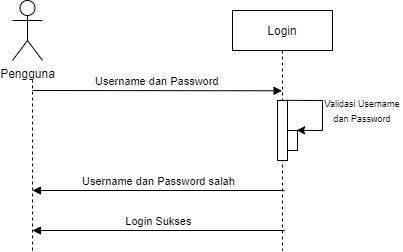 Login
Pengguna
Username dan Password
Validasi Username
dan Password
Username dan Password salah
Login Sukses